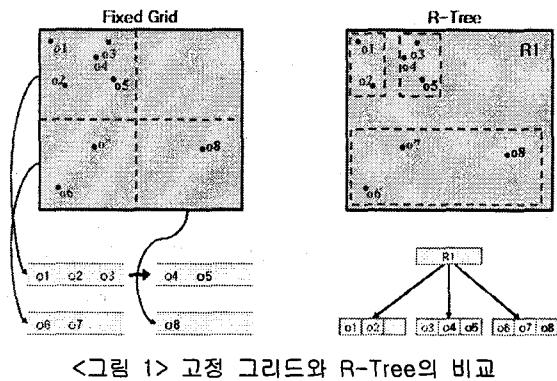 Fixed Grid
o1
o3
o4
o2
o5
o7
o8
o6
o1 o2 o3
o4 o5
o6 o7
o8
R-Tree
o1
o3
R1
o4
o2
o5
o7
o8
o6
R1
o1 o2
o3 o4 o5
o6 o7 o8
<그림 1> 고정 그리드와 R-Tree의 비교